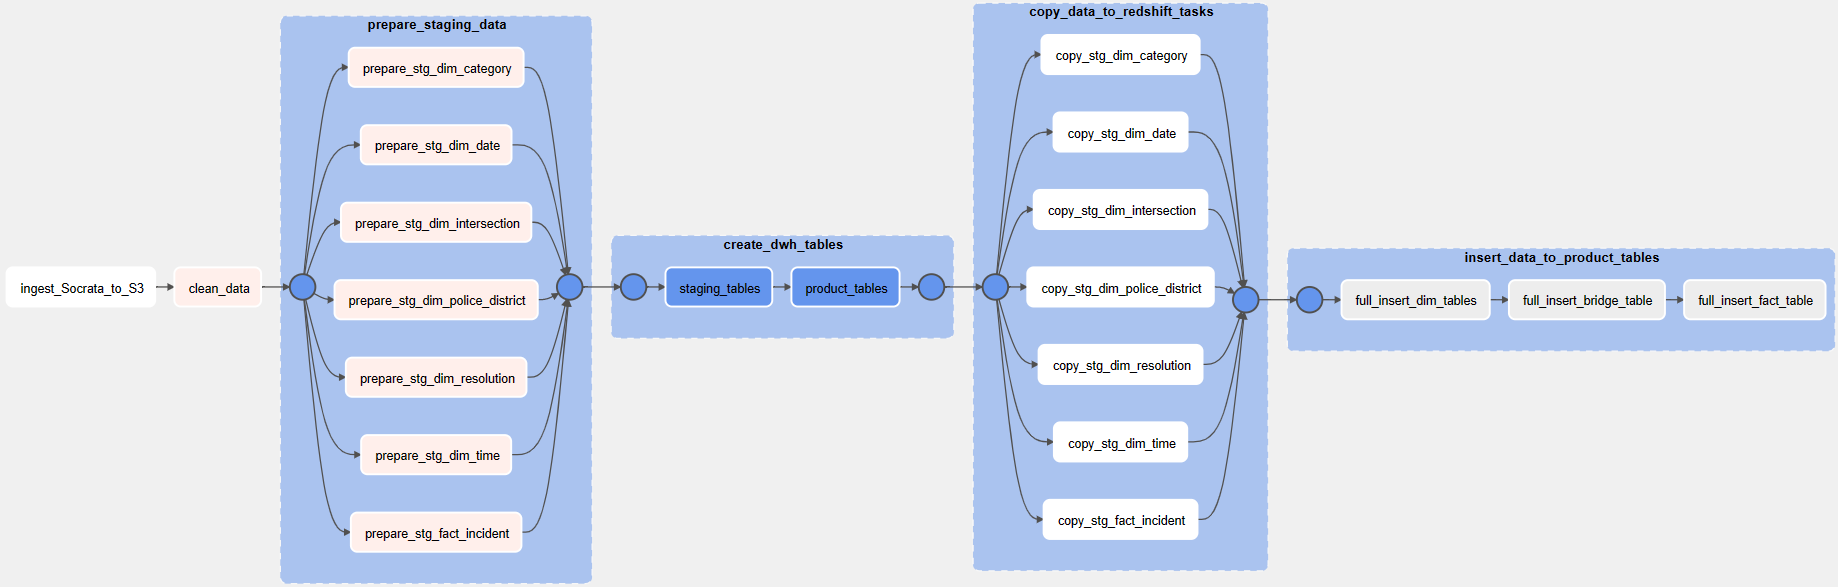 ingest_Socrata_to_S3
clean_data
prepare_staging_data
prepare_stg_dim_category
prepare_stg_dim_date
prepare_stg_dim_intersection
prepare_stg_dim_police_district
prepare_stg_dim_resolution
prepare_stg_dim_time
prepare_stg_fact_incident
create_dwh_tables
staging_tables
product_tables
copy_data_to_redshift_tasks
copy_stg_dim_category
copy_stg_dim_date
copy_stg_dim_intersection
copy_stg_dim_police_district
copy_stg_dim_resolution
copy_stg_dim_time
copy_stg_fact_incident
insert_data_to_product_tables
full_insert_dim_tables
full_insert_bridge_table
full_insert_fact_table